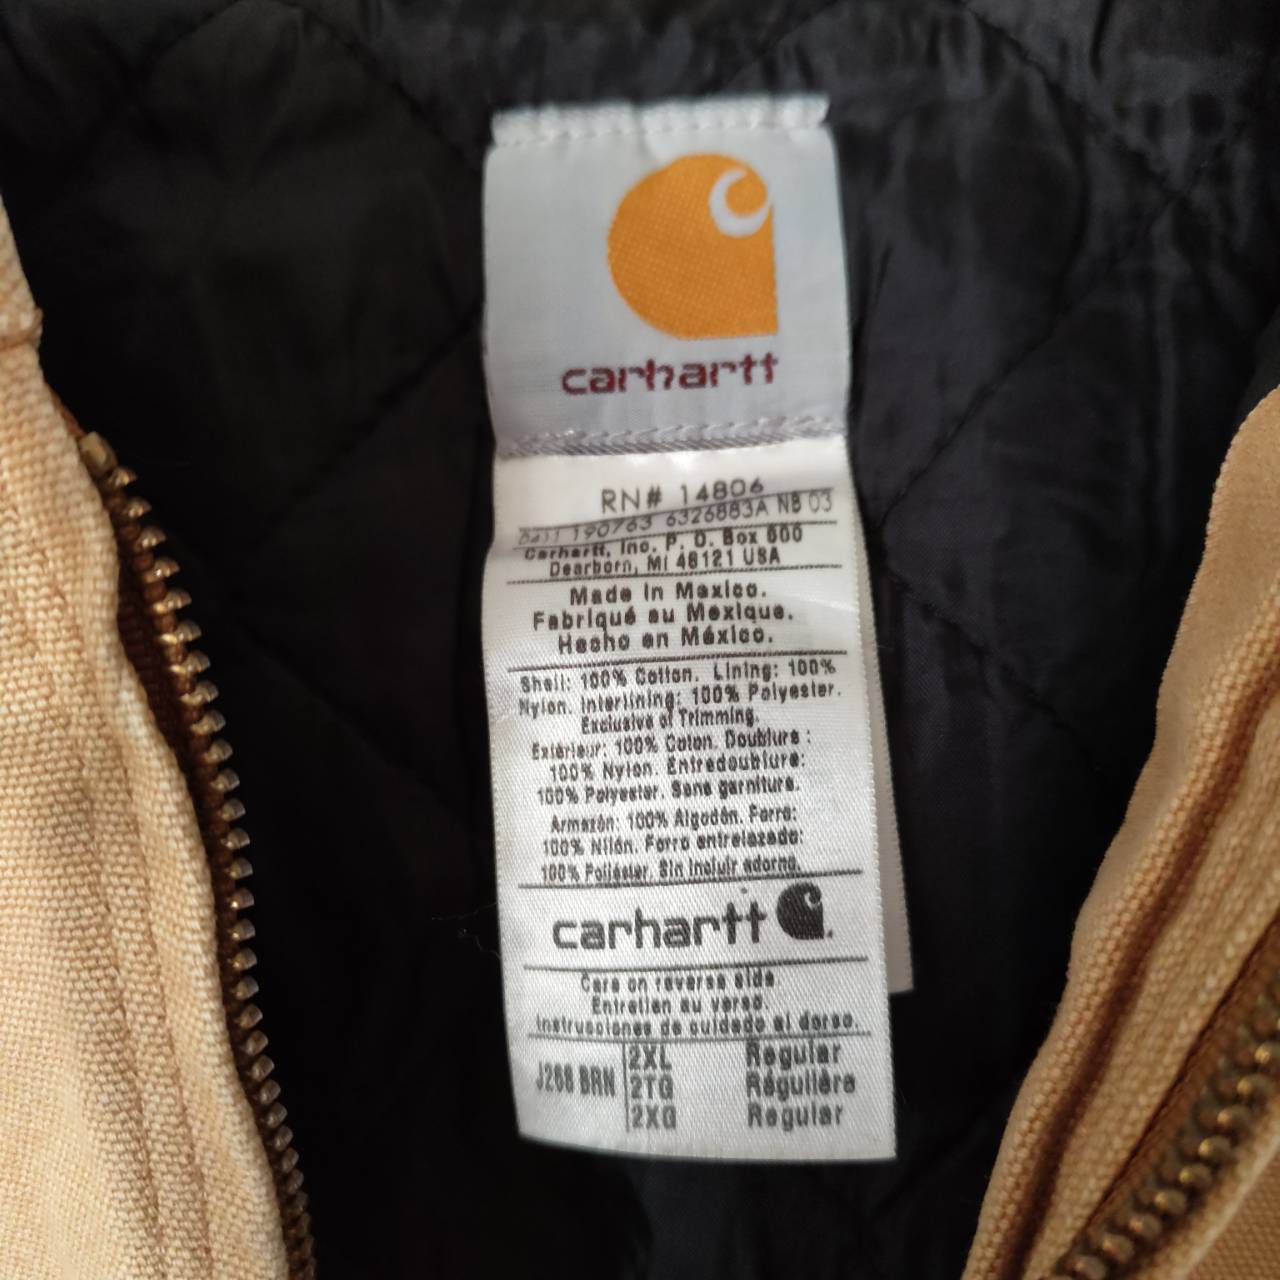 carhartt
RN# 14806
190763 6326883A NB 03
Carhartt, Inc. P. O. Box 600
Dearborn, MI 48121 USA
Made in Mexico.
Fabriqué au Mexique.
Hecho en México.
Shell: 100% Cotton. Lining: 100%
Nylon. Interlining: 100% Polyester.
Exclusive of Trimming.
Extérieur: 100% Coton. Doublure :
100% Nylon. Entredoublure:
100% Polyester. Sans garniture.
Armazón: 100% Algodón. Forro:
100% Nilón. Forro entrelazado:
100% Poliéster. Sin incluir adorno.
carhartt
Care on reverse side
Entretien au verso.
Instrucciones de cuidado al dorso.
2XL Regular
BRN 2TG Régulière
2XG Regular